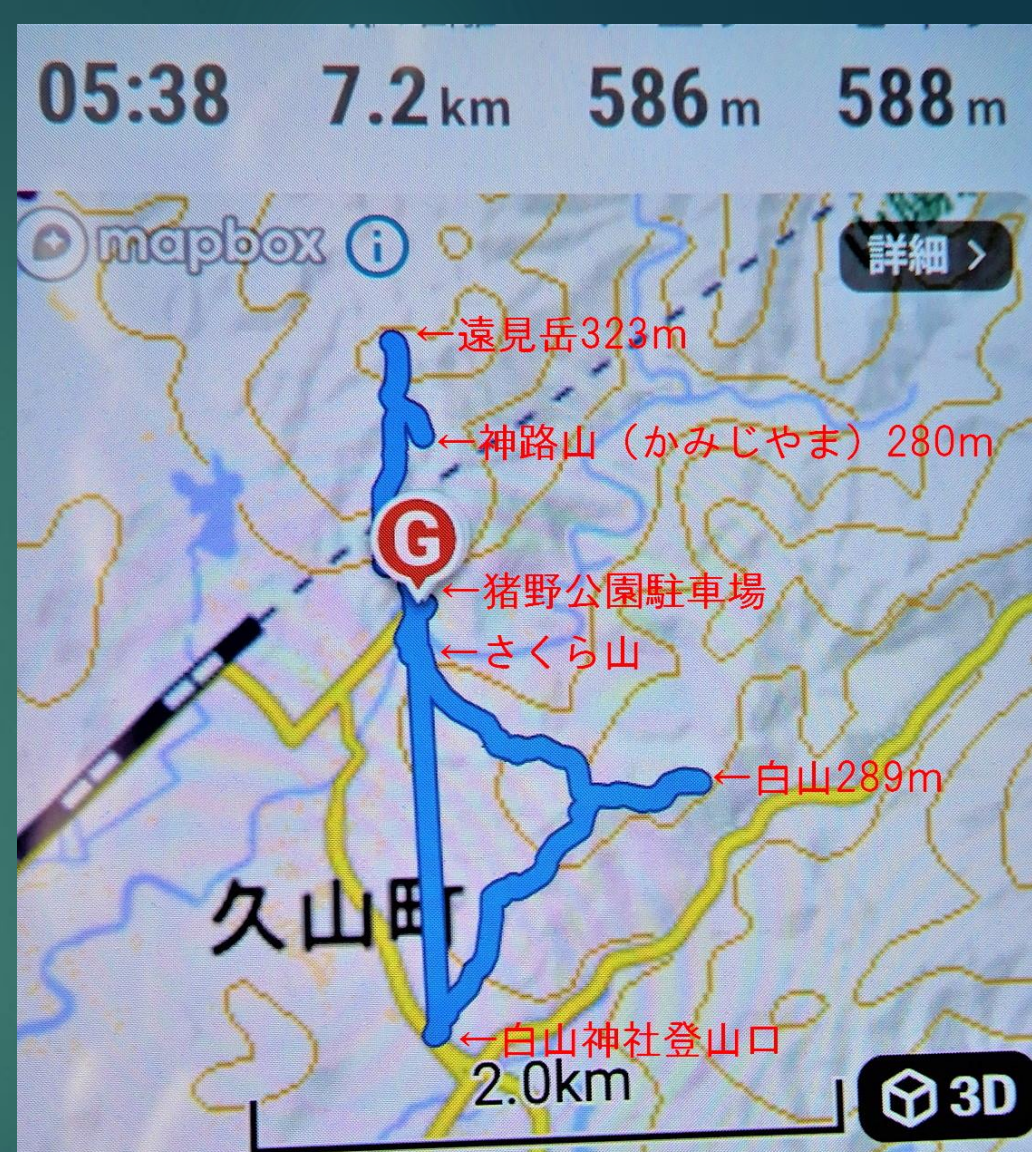 05:38 7.2km 586m 588m
mapbox i 詳細 >
←遠見岳323m
←神路山（かみじやま）280m
G
←猪野公園駐車場
←さくら山
←白山289m
久山町
←白山神社登山口
2.0km
3D